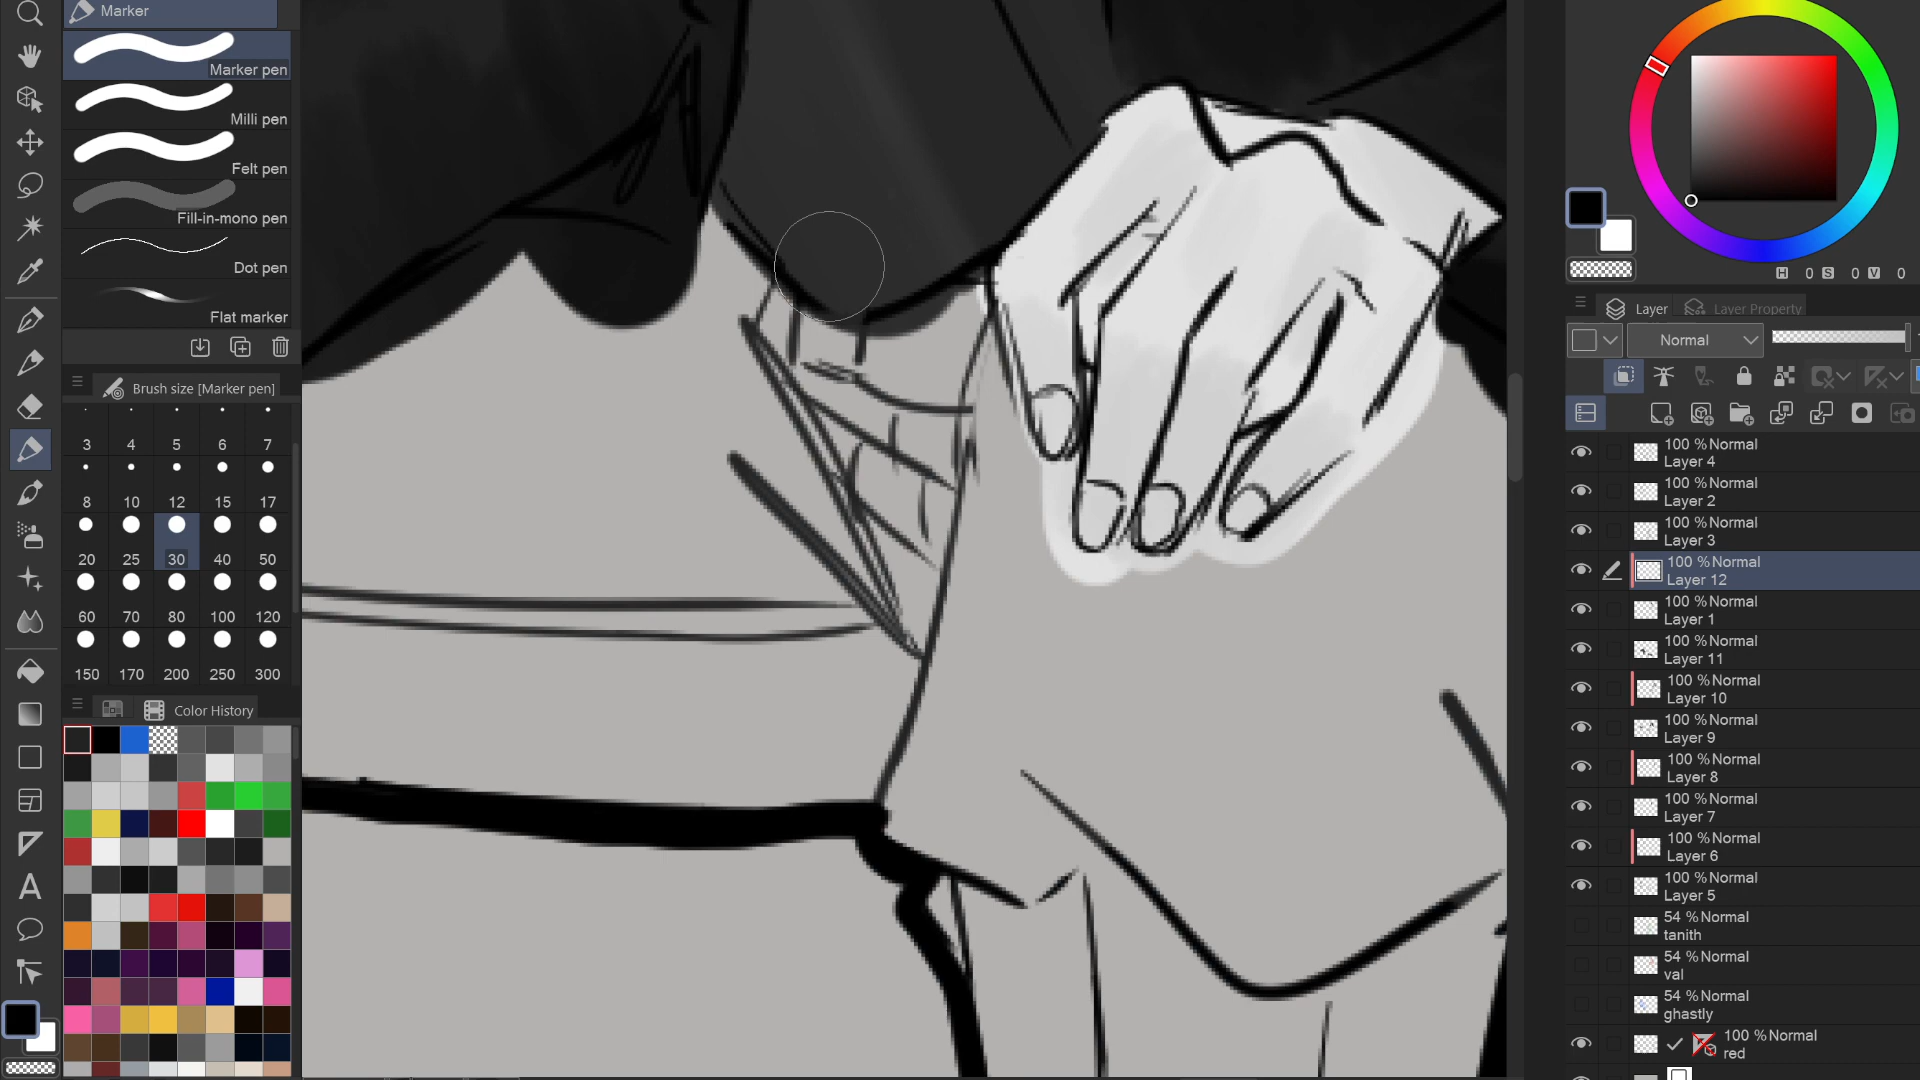 Marker
Marker pen
Milli pen
Felt pen
Fill-in-mono pen
Dot pen
Flat marker
Brush size [Marker pen]
3 4 5 6 7
8 10 12 15 17
20 25 30 40 50
60 70 80 100 120
150 170 200 250 300
Color History
H 0 S 0 V 0
Layer Layer Property
Normal
100 %Normal
Layer 4
100 %Normal
Layer 2
100 %Normal
Layer 3
100 %Normal
Layer 12
100 %Normal
Layer 1
100 %Normal
Layer 11
100 %Normal
Layer 10
100 %Normal
Layer 9
100 %Normal
Layer 8
100 %Normal
Layer 7
100 %Normal
Layer 6
100 %Normal
Layer 5
54 %Normal
tanith
54 %Normal
val
54 %Normal
ghastly
100 %Normal
red